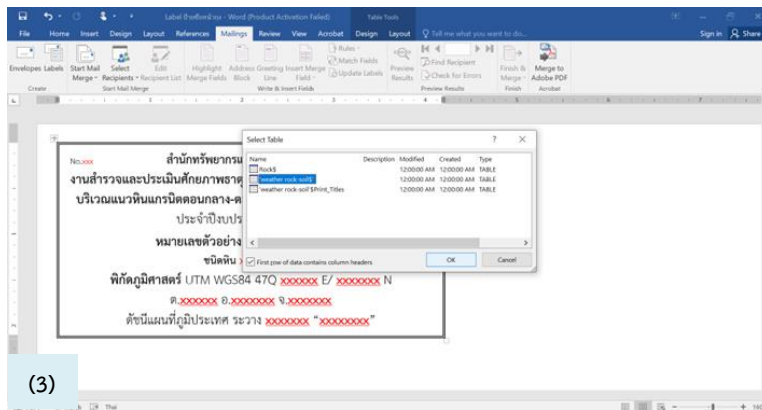 Label ป้ายชื่อหน้าถุง - Word (Product Activation Failed)
Table Tools
File Home Insert Design Layout References Mailings Review View Acrobat Design Layout Tell me what you want to do... Sign in Share
Envelopes Labels
Start Mail Merge
Select Recipients
Edit Recipient List
Highlight Merge Fields
Address Block
Greeting Line
Insert Merge Field
Rules
Match Fields
Update Labels
Preview Results
Find Recipient
Check for Errors
Finish & Merge
Merge to Adobe PDF
Create Start Mail Merge Write & Insert Fields Preview Results Finish Acrobat
Select Table ? ×
Name Description Modified Created Type
Rock$ 12:00:00 AM 12:00:00 AM TABLE
'weather rock-soil$' 12:00:00 AM 12:00:00 AM TABLE
'weather rock-soil'$Print_Titles 12:00:00 AM 12:00:00 AM TABLE
First row of data contains column headers
OK Cancel
No.xxx สำนักทรัพยากรแ
งานสำรวจและประเมินศักยภาพธาตุ
บริเวณแนวหินแกรนิตตอนกลาง-ต
ประจำปีงบปร
หมายเลขตัวอย่าง
ชนิดหิน
พิกัดภูมิศาสตร์ UTM WGS84 47Q xxxxxx E/ xxxxxxx N
ต.xxxxxx อ.xxxxxxx จ.xxxxxxx
ดัชนีแผนที่ภูมิประเทศ ระวาง xxxxxxx "xxxxxxxx"
(3)
Thai